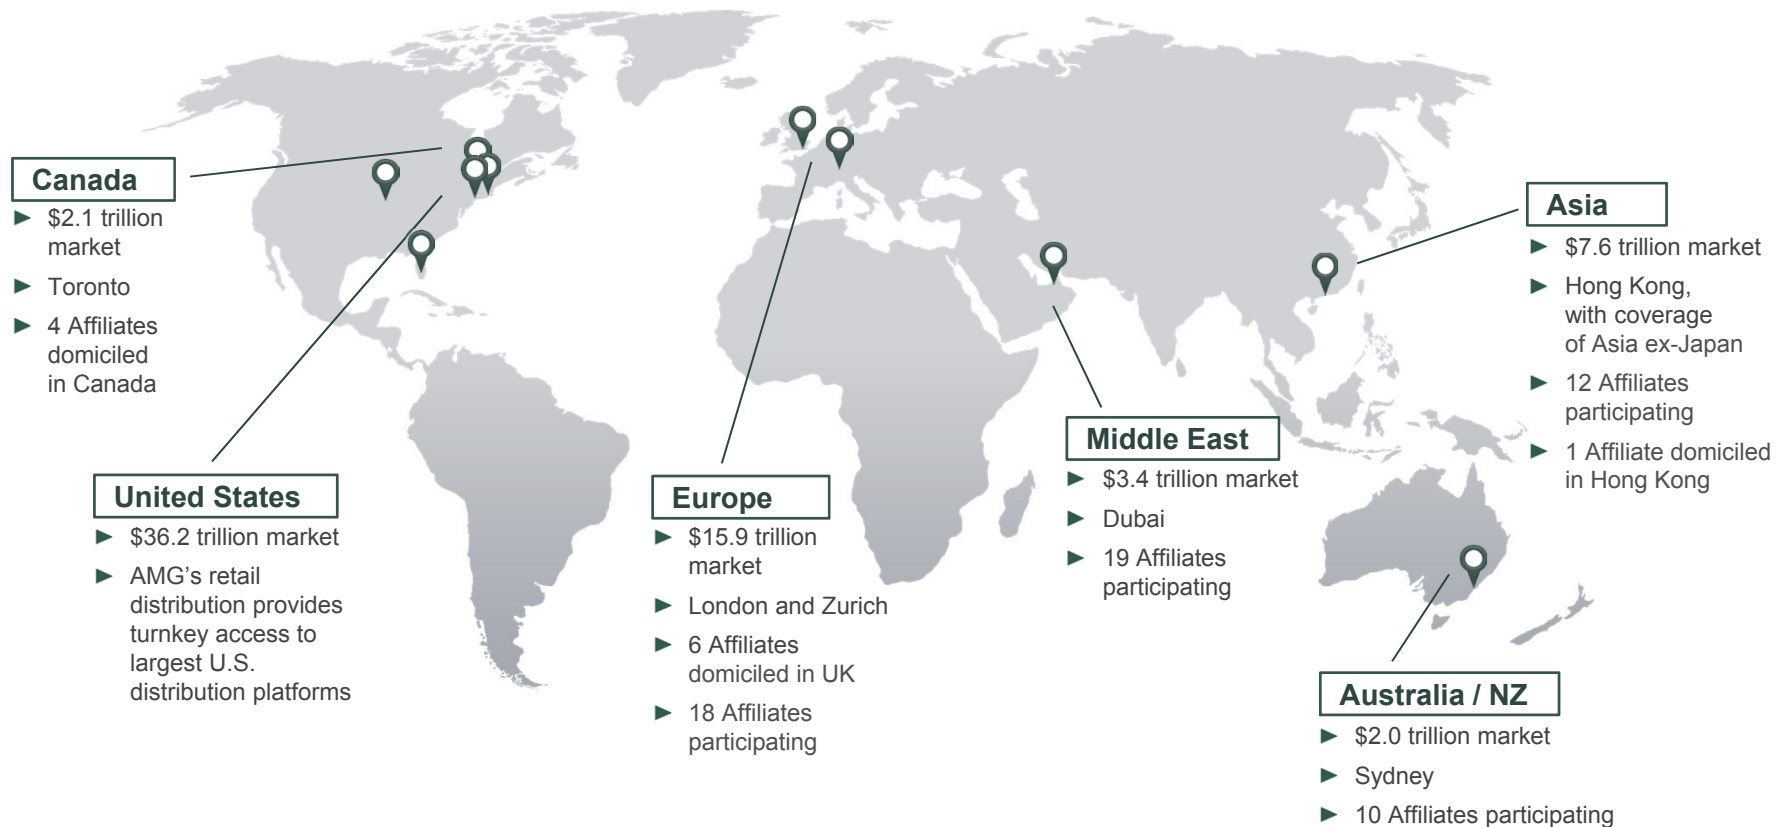 Canada
$2.1 trillion
market
Toronto
4 Affiliates
domiciled
in Canada
United States
$36.2 trillion market
AMG’s retail
distribution provides
turnkey access to
largest U.S.
distribution platforms
Europe
$15.9 trillion
market
London and Zurich
6 Affiliates
domiciled in UK
18 Affiliates
participating
Middle East
$3.4 trillion market
Dubai
19 Affiliates
participating
Asia
$7.6 trillion market
Hong Kong,
with coverage
of Asia ex-Japan
12 Affiliates
participating
1 Affiliate domiciled
in Hong Kong
Australia / NZ
$2.0 trillion market
Sydney
10 Affiliates participating